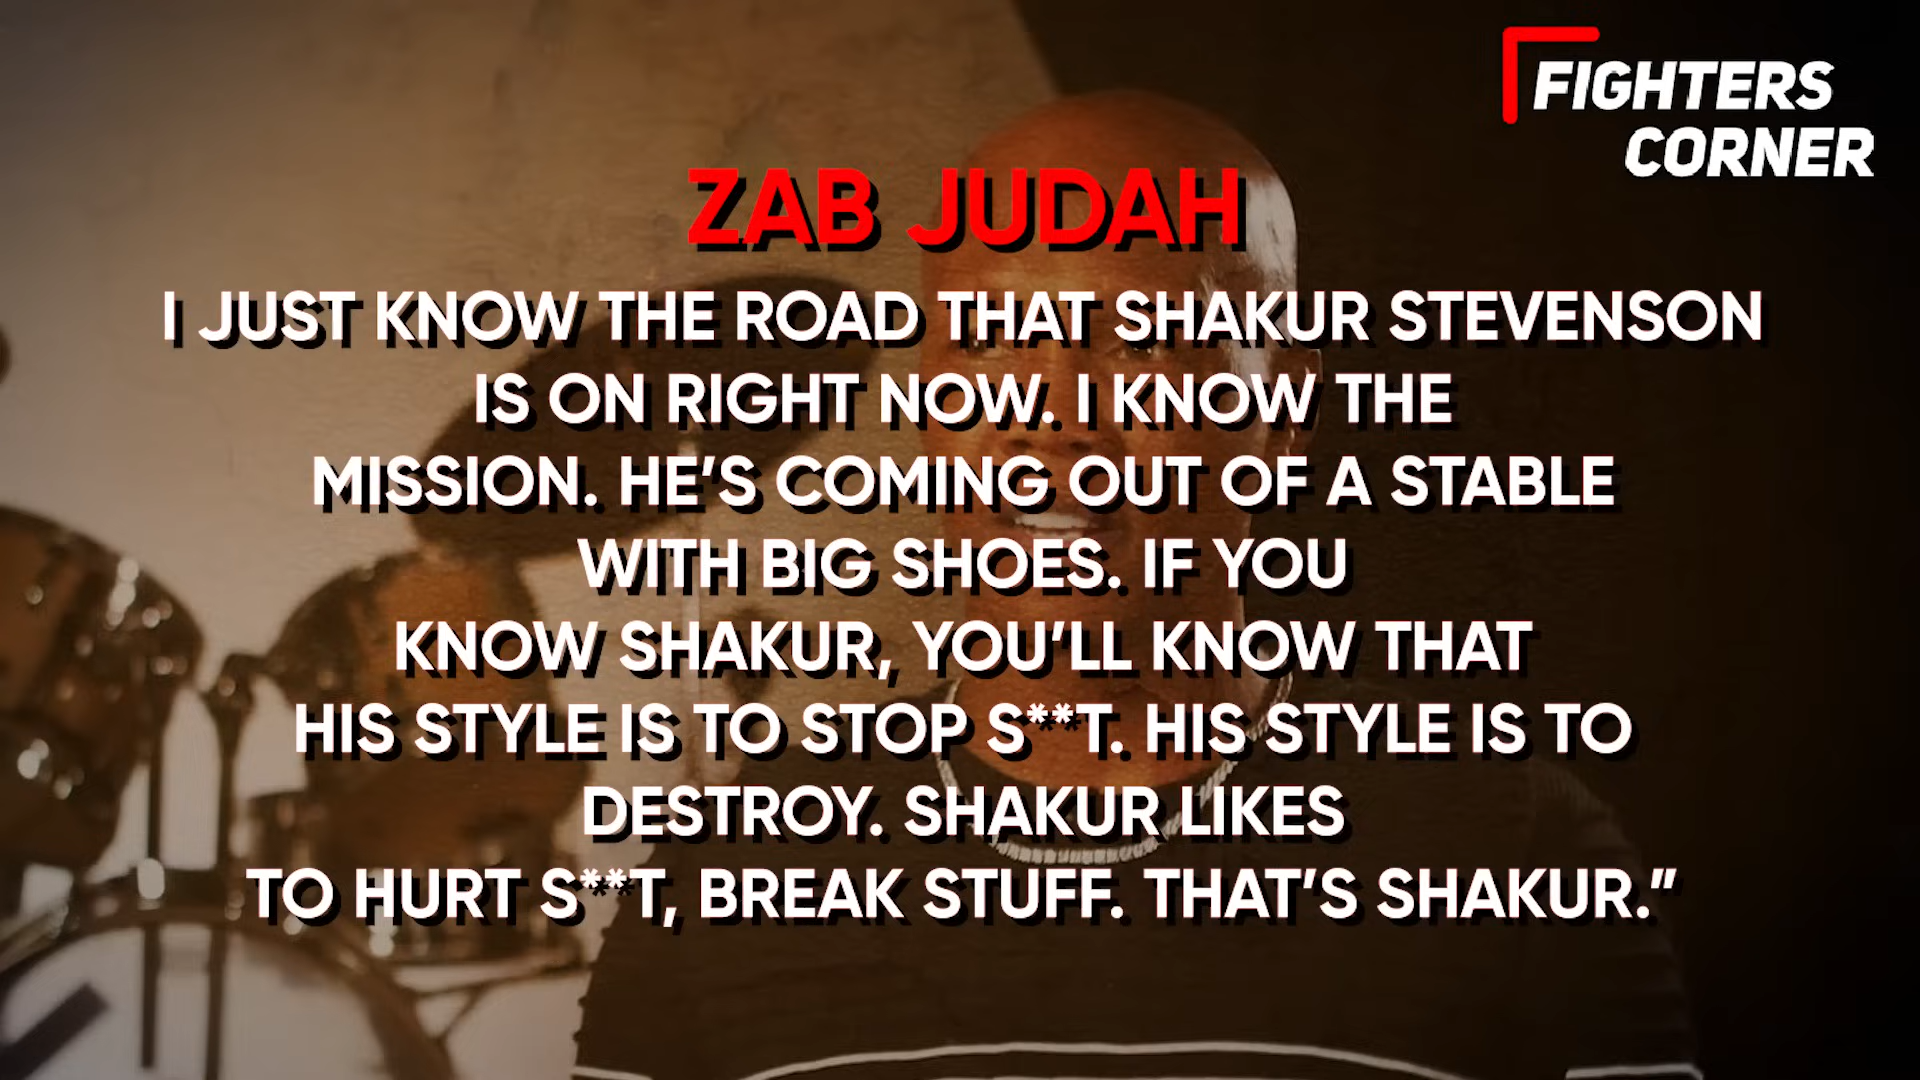 FIGHTERS
CORNER
ZAB JUDAH
I JUST KNOW THE ROAD THAT SHAKUR STEVENSON
IS ON RIGHT NOW. I KNOW THE
MISSION. HE’S COMING OUT OF A STABLE
WITH BIG SHOES. IF YOU
KNOW SHAKUR, YOU’LL KNOW THAT
HIS STYLE IS TO STOP S**T. HIS STYLE IS TO
DESTROY. SHAKUR LIKES
TO HURT S**T, BREAK STUFF. THAT’S SHAKUR.”